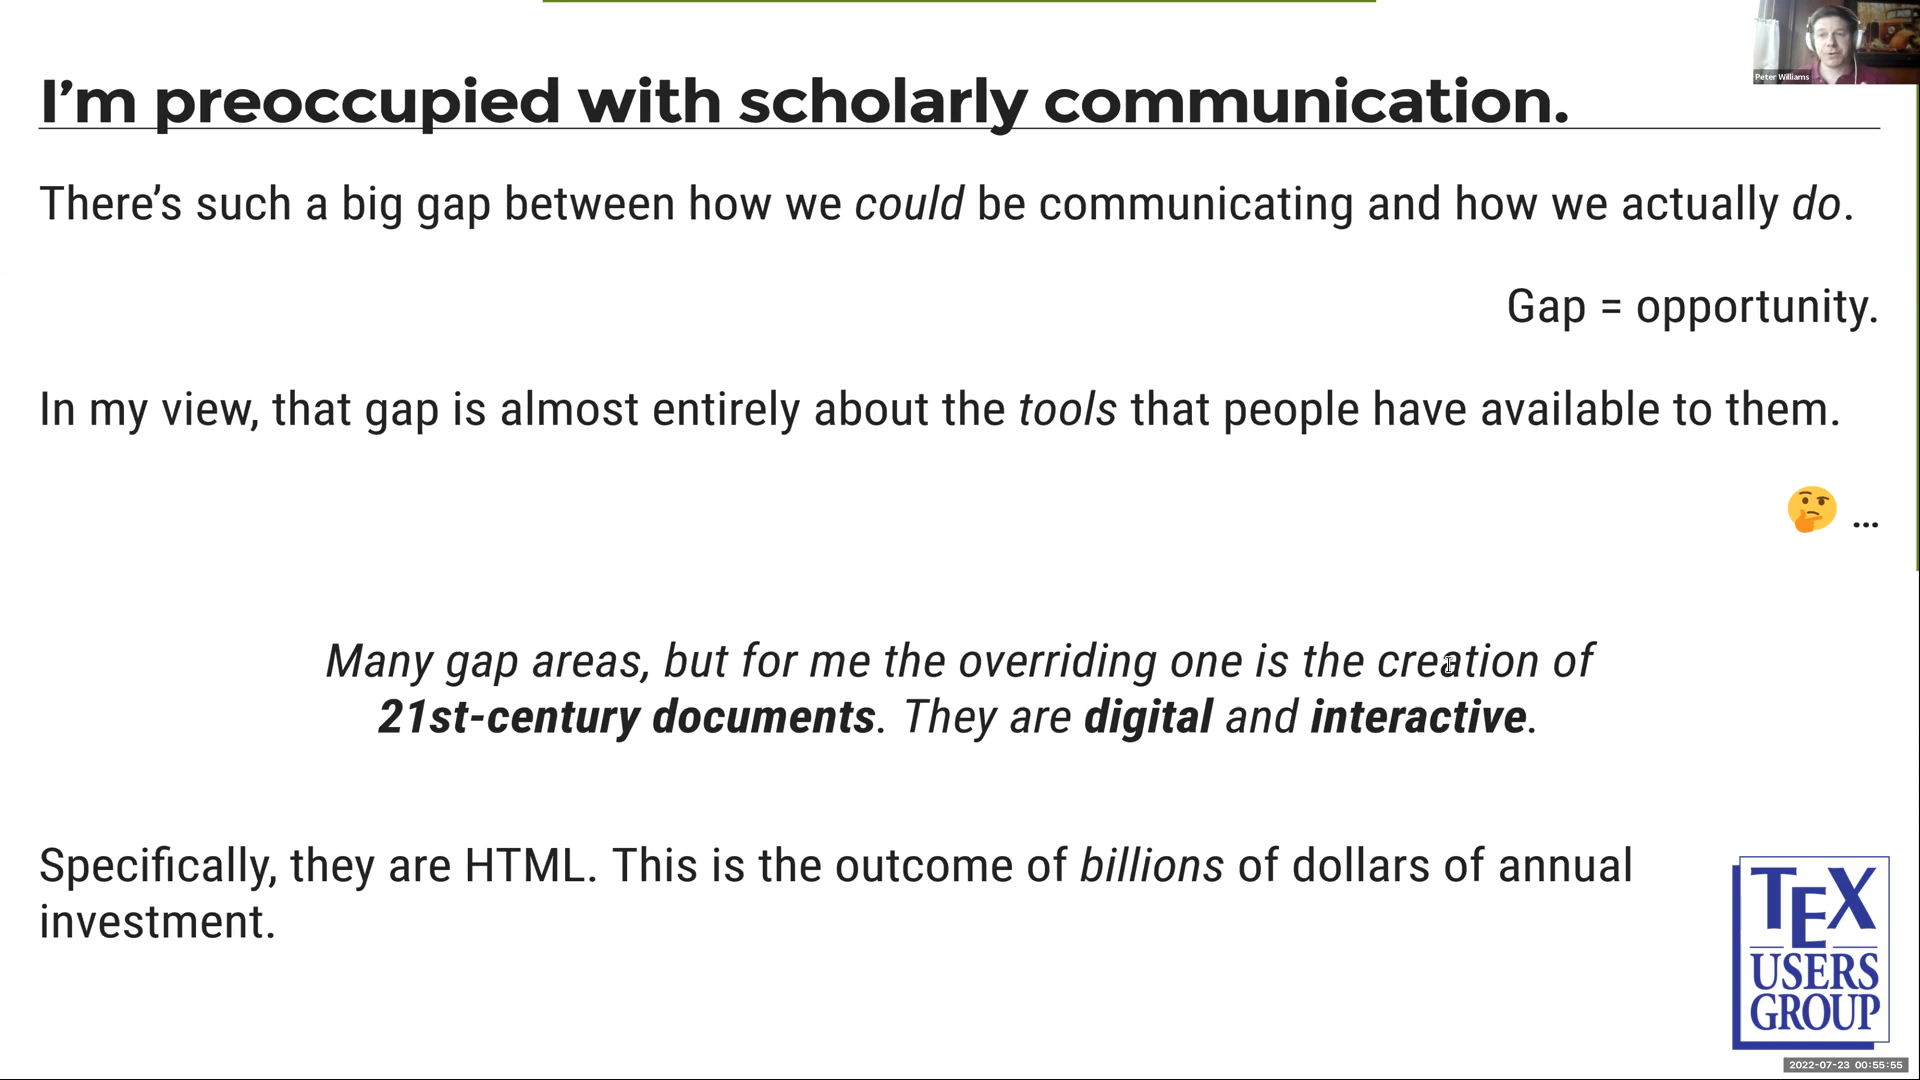 Peter Williams
I’m preoccupied with scholarly communication.
There’s such a big gap between how we could be communicating and how we actually do.
Gap = opportunity.
In my view, that gap is almost entirely about the tools that people have available to them.
🤔 ...
Many gap areas, but for me the overriding one is the creation of
21st-century documents. They are digital and interactive.
Specifically, they are HTML. This is the outcome of billions of dollars of annual
investment.
TEX
USERS
GROUP
2022-07-23 00:55:55